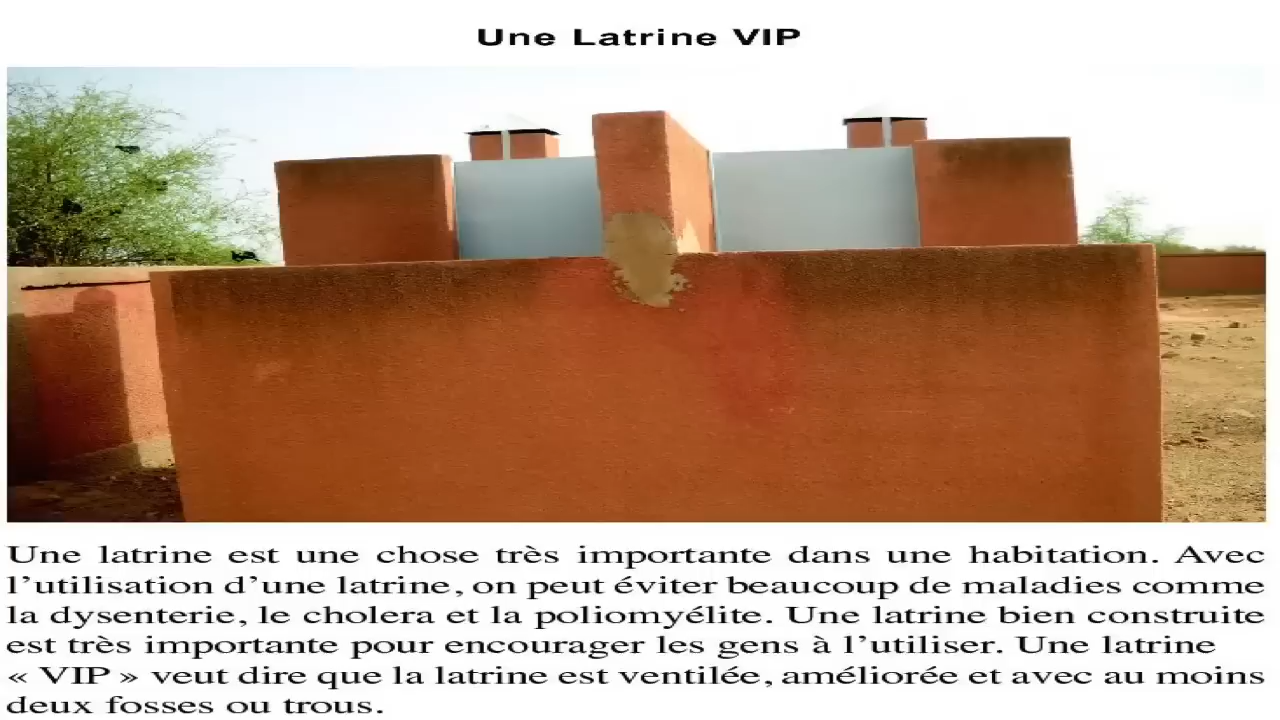 Une Latrine VIP
Une latrine est une chose très importante dans une habitation. Avec
l’utilisation d’une latrine, on peut éviter beaucoup de maladies comme
la dysenterie, le cholera et la poliomyélite. Une latrine bien construite
est très importante pour encourager les gens à l’utiliser. Une latrine
« VIP » veut dire que la latrine est ventilée, améliorée et avec au moins
deux fosses ou trous.